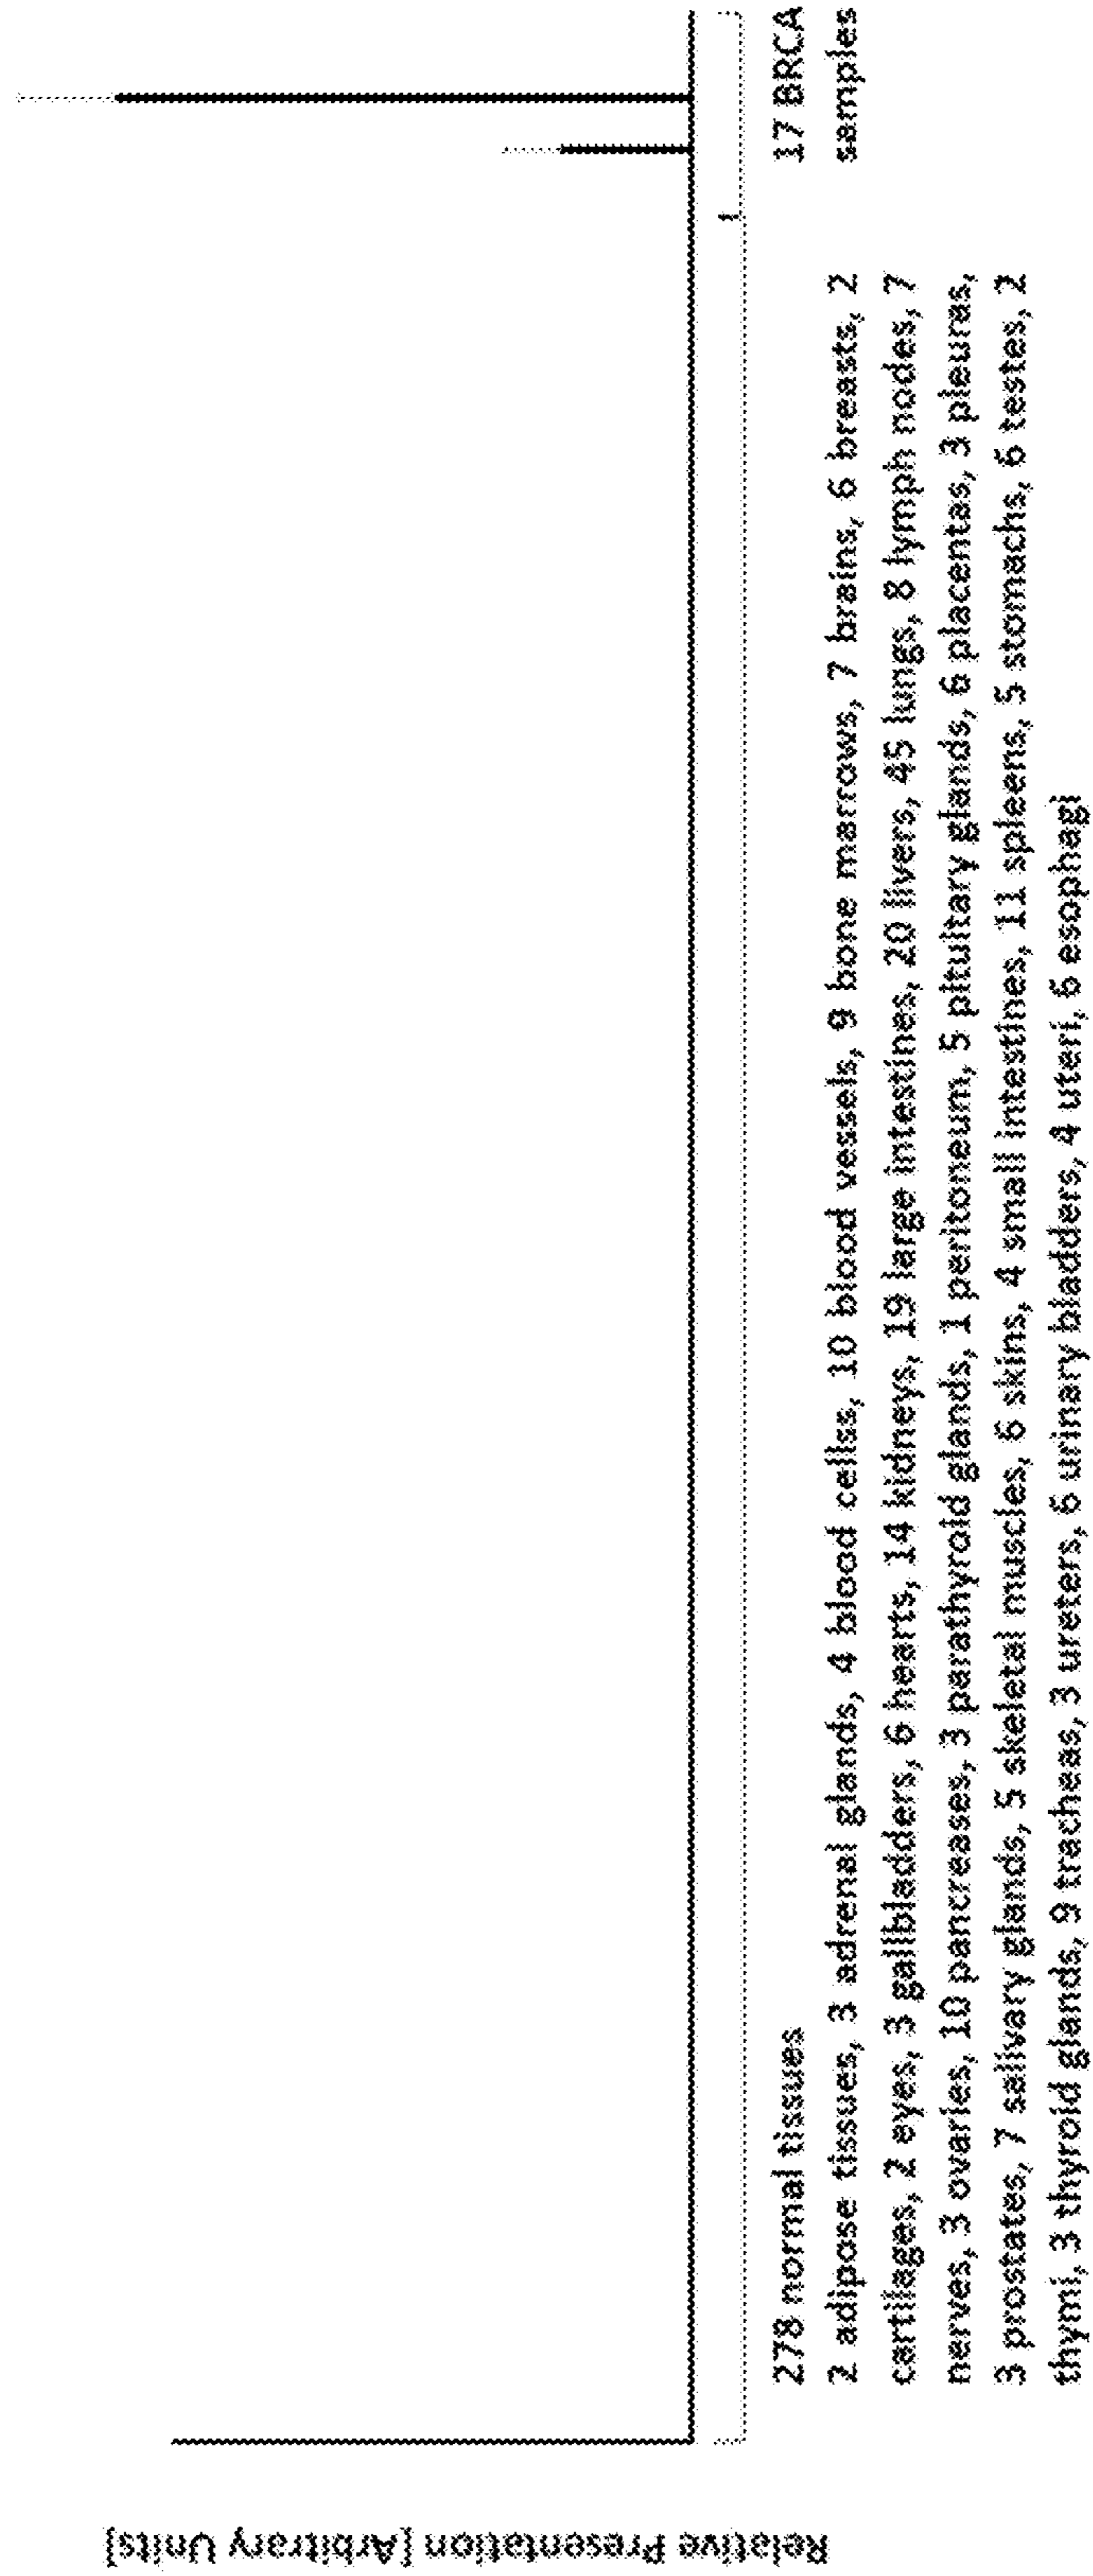 Relative Presentation [Arbitrary Units]
278 normal tissues
2 adipose tissues, 3 adrenal glands, 4 blood cellss, 10 blood vessels, 9 bone marrows, 7 brains, 6 breasts, 2
cartilages, 2 eyes, 3 gallbladders, 6 hearts, 14 kidneys, 19 large intestines, 20 livers, 45 lungs, 8 lymph nodes, 7
nerves, 3 ovaries, 10 pancreases, 3 parathyroid glands, 1 peritoneum, 5 pituitary glands, 6 placentas, 3 pleuras,
3 prostates, 7 salivary glands, 5 skeletal muscles, 6 skins, 4 small intestines, 11 spleens, 5 stomachs, 6 testes, 2
thymi, 3 thyroid glands, 9 tracheas, 3 ureters, 6 urinary bladders, 4 uteri, 6 esophagi
17 BRCA
samples